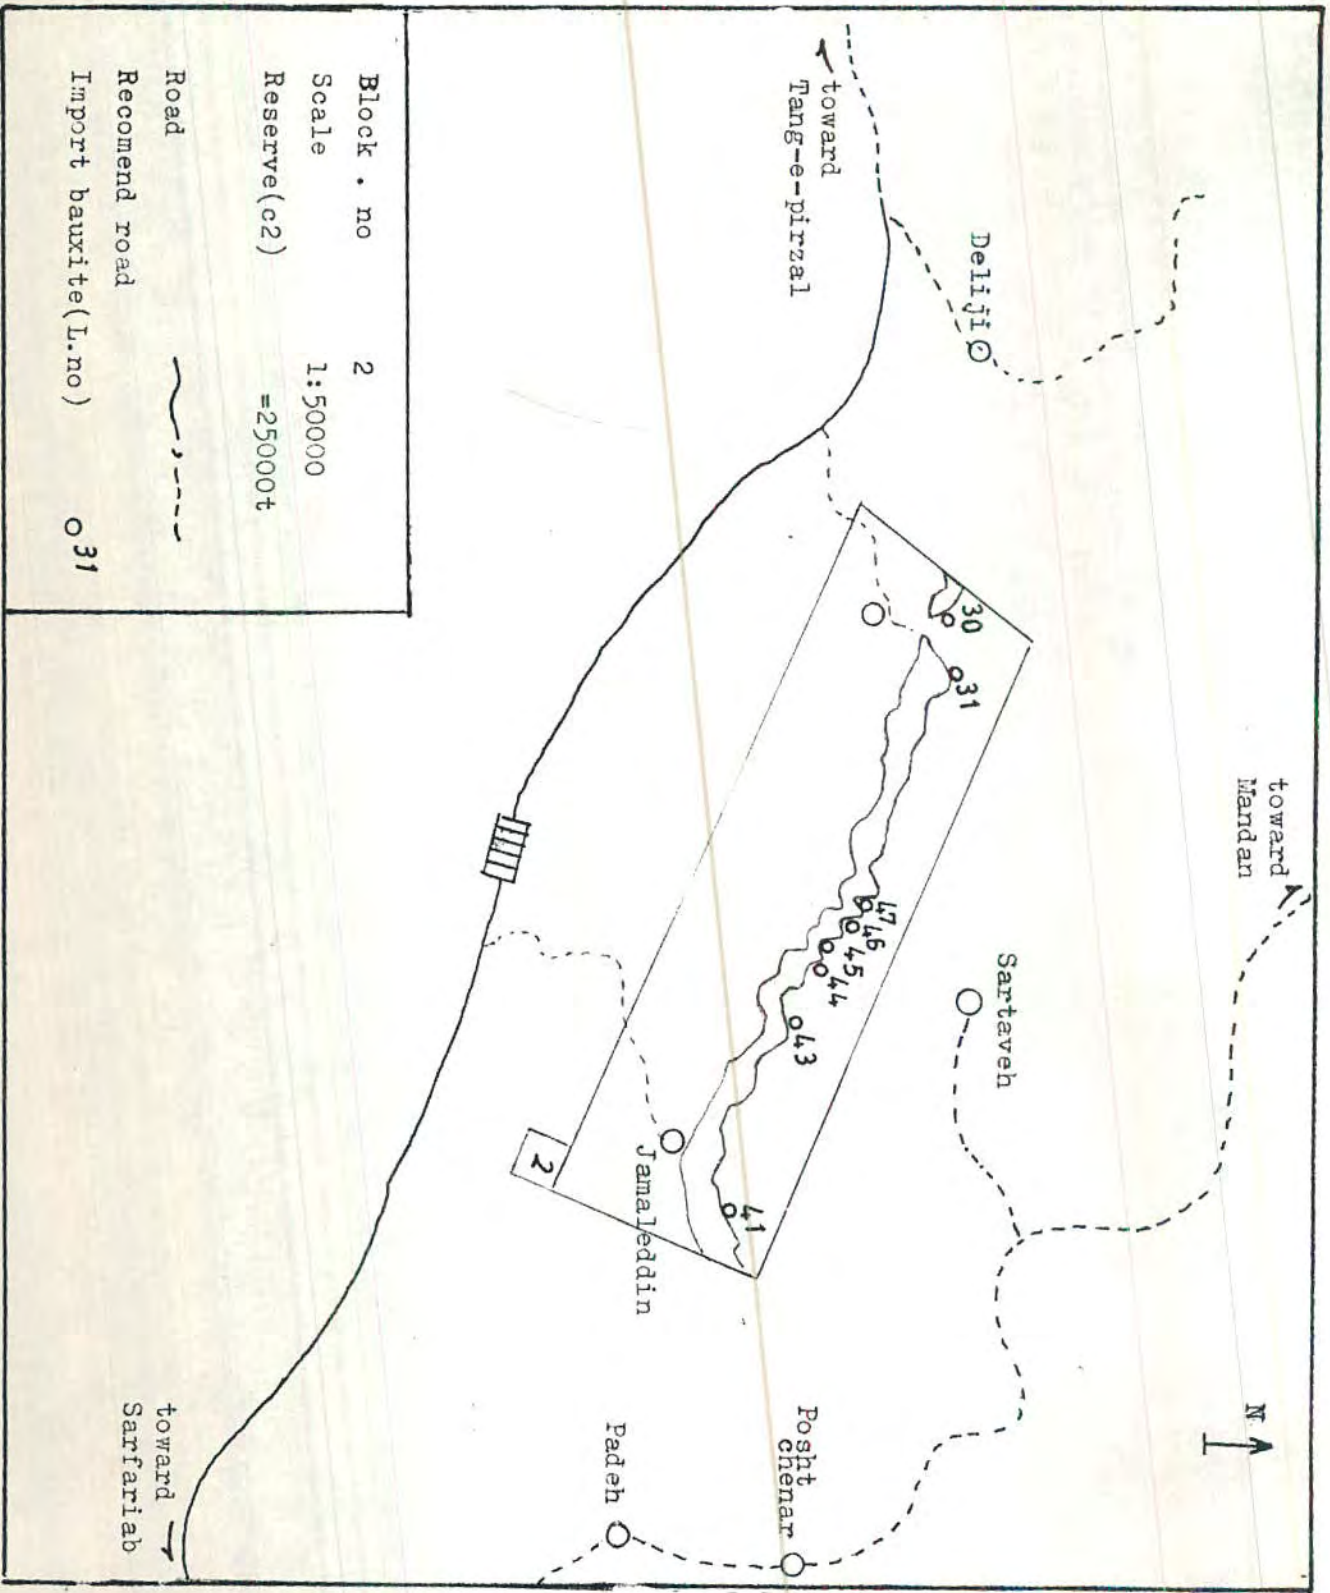 N
toward
Mandan
Deliji
Sartaveh
toward
Tang-e-pirzal
30
31
47
46
45
44
43
41
2
Jamaleddin
Posht
chenar
Padeh
toward
Sarfariab
Block . no 2
Scale 1:50000
Reserve(c2) =25000t
Road
Recomend road
Import bauxite(L.no) 31